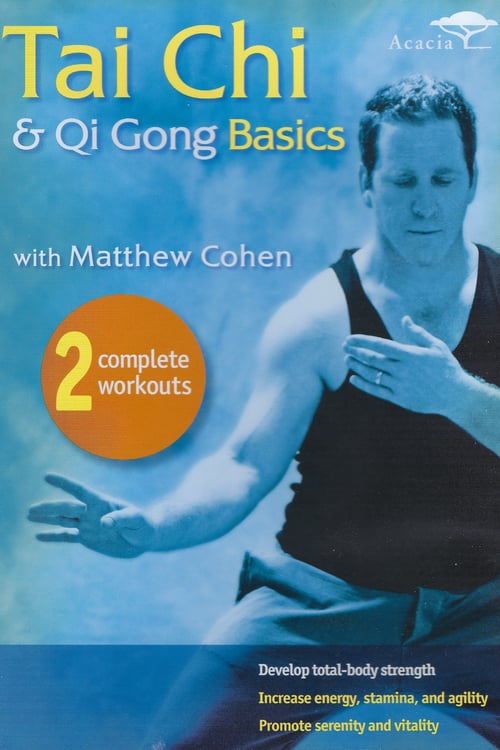 Tai Chi
Acacia
& Qi Gong Basics
with Matthew Cohen
2 complete
workouts
Develop total-body strength
Increase energy, stamina, and agility
Promote serenity and vitality